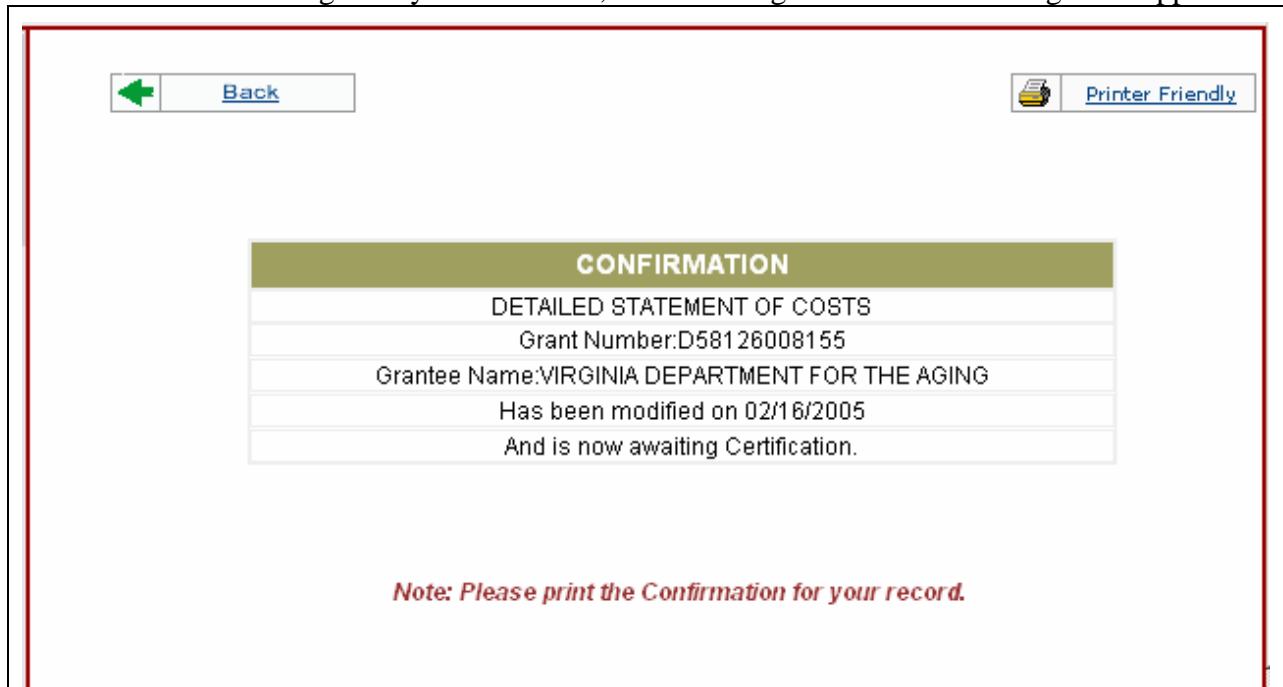 Back
Printer Friendly
CONFIRMATION
DETAILED STATEMENT OF COSTS
Grant Number:D58126008155
Grantee Name:VIRGINIA DEPARTMENT FOR THE AGING
Has been modified on 02/16/2005
And is now awaiting Certification.
Note: Please print the Confirmation for your record.